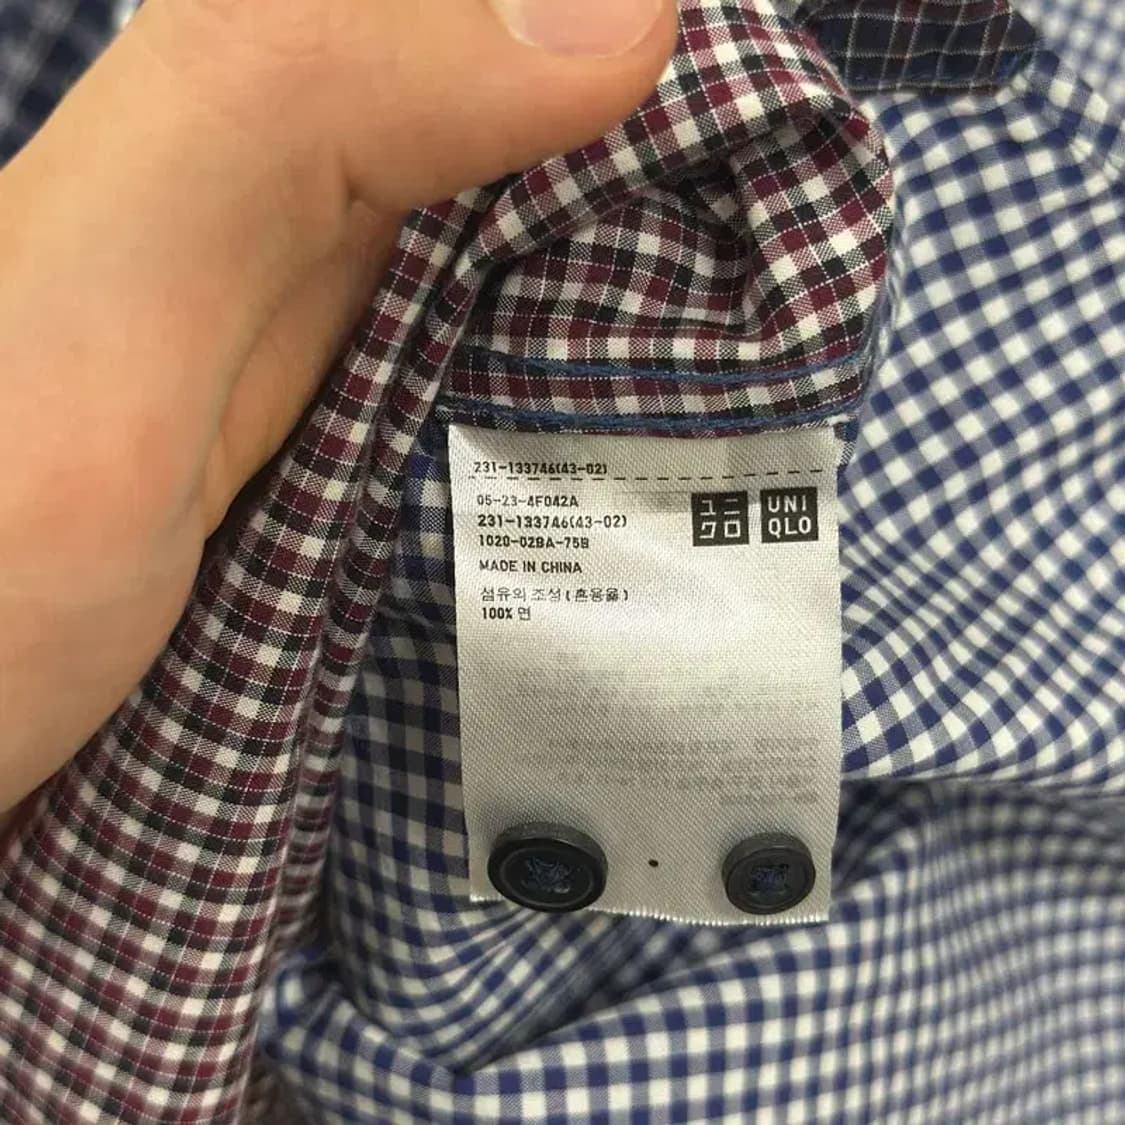 231-133746(43-02)
05-23-4F042A
231-133746(43-02)
1020-02BA-75B
MADE IN CHINA
섬유의 조성(혼용율)
100% 면
ユニ
クロ
UNI
QLO